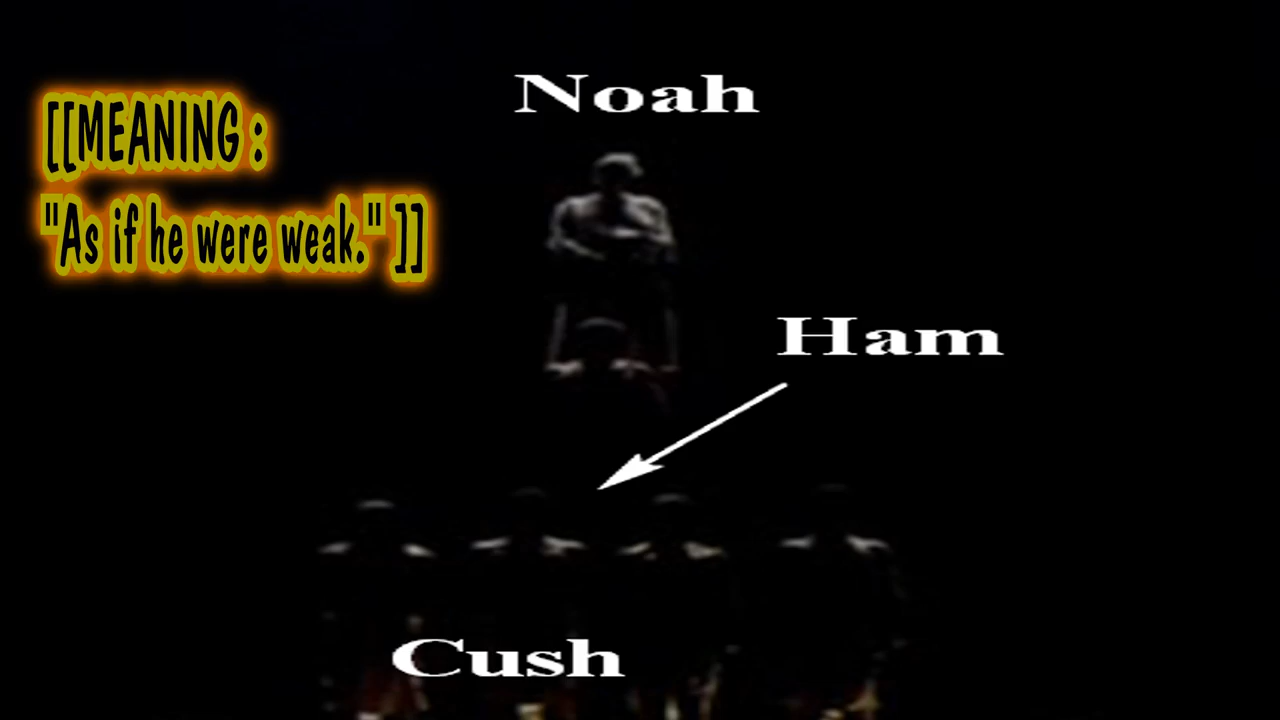 Noah
[[MEANING :
"As if he were weak." ]]
Ham
Cush